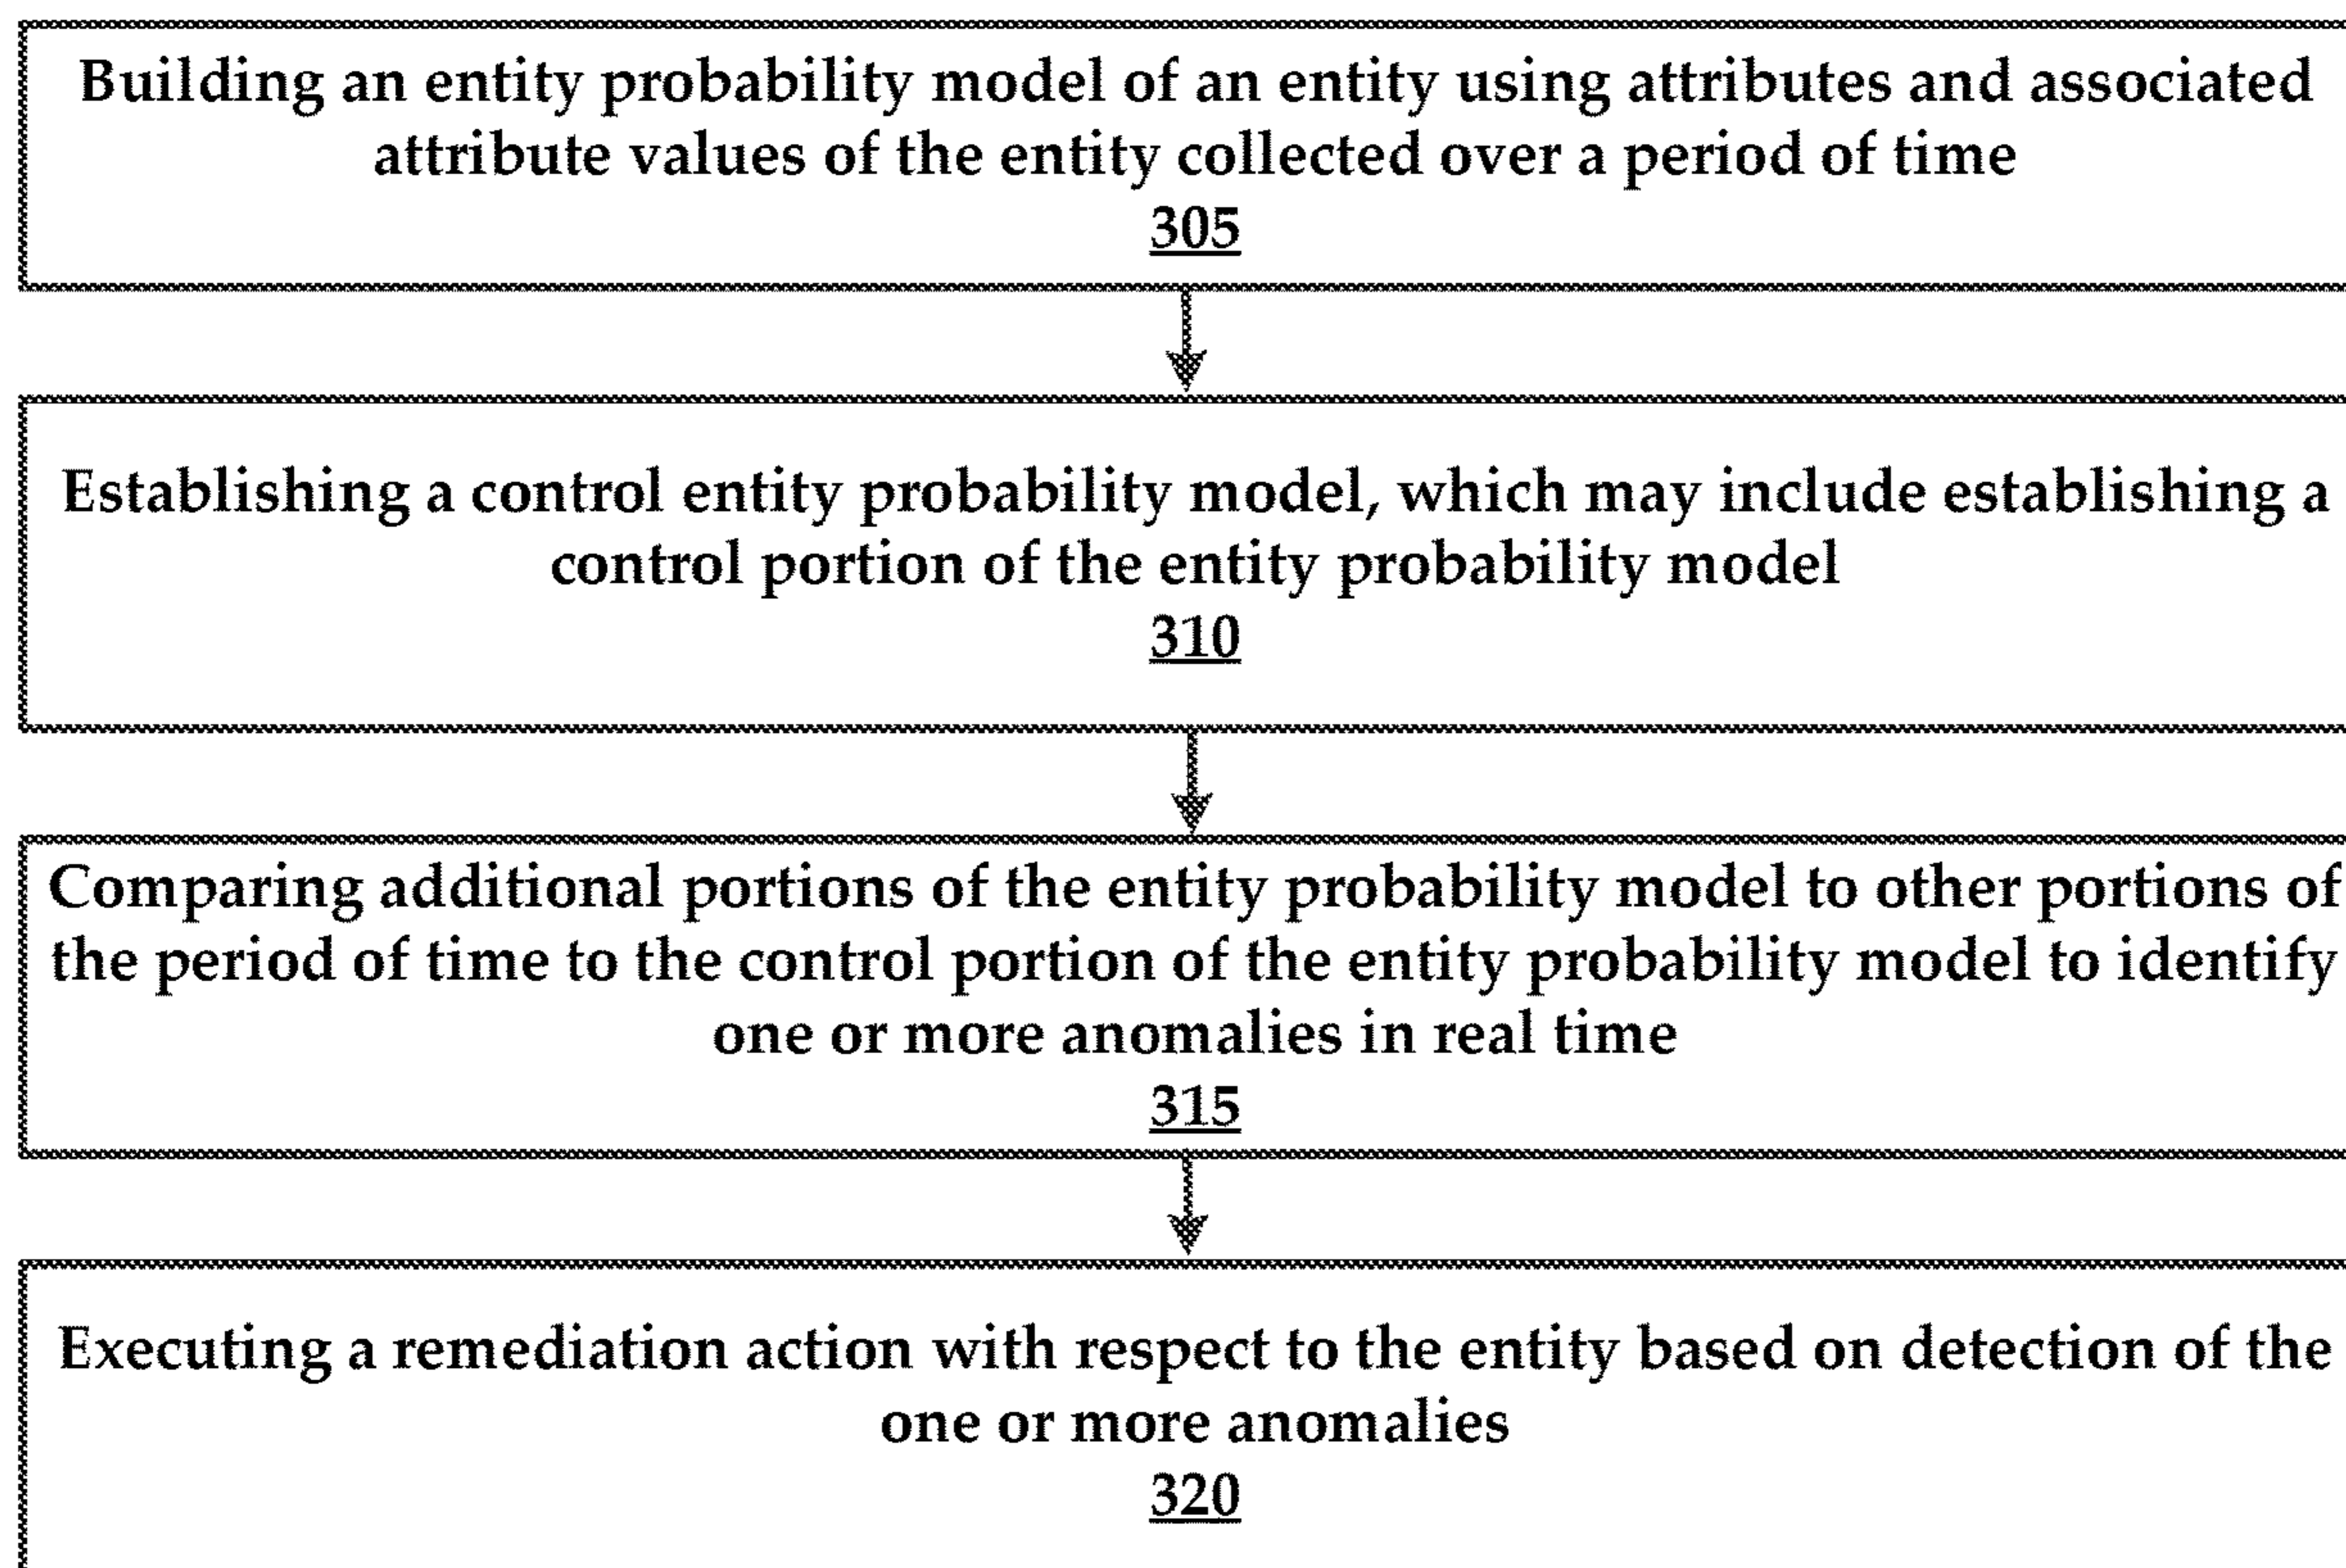 Building an entity probability model of an entity using attributes and associated
attribute values of the entity collected over a period of time
305
Establishing a control entity probability model, which may include establishing a
control portion of the entity probability model
310
Comparing additional portions of the entity probability model to other portions of
the period of time to the control portion of the entity probability model to identify
one or more anomalies in real time
315
Executing a remediation action with respect to the entity based on detection of the
one or more anomalies
320